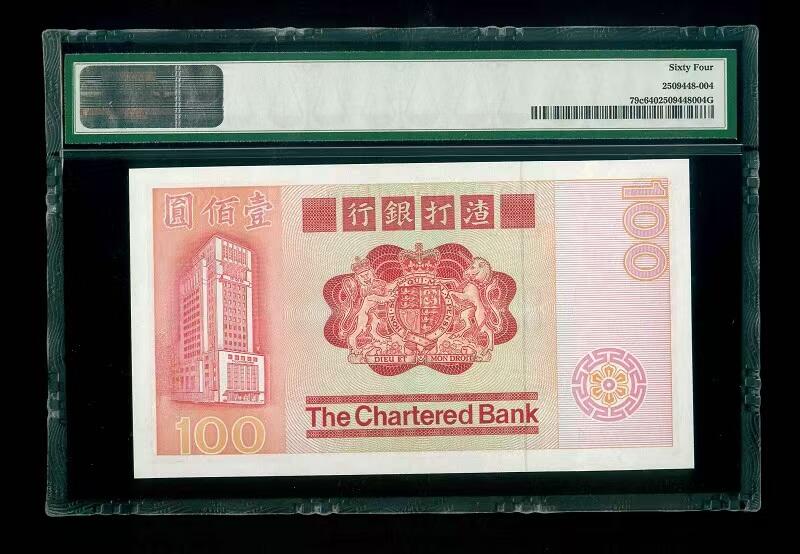 Sixty Four
2509448-004
79c6402509448004G
圓佰壹
行銀打渣
100
DIEU ET MON DROIT
The Chartered Bank
100